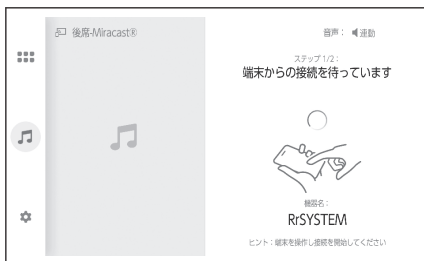 後席-Miracast®
音声： 連動
ステップ 1/2：
端末からの接続を待っています
機器名：
RrSYSTEM
ヒント：端末を操作し接続を開始してください